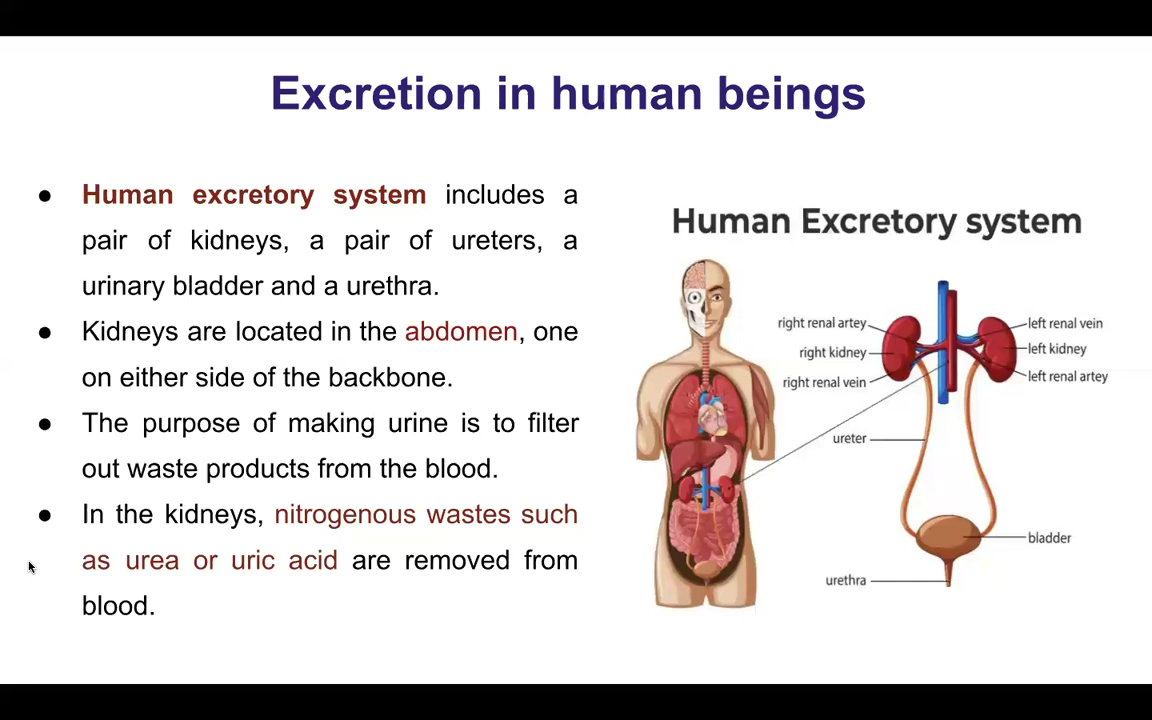 Excretion in human beings
● Human excretory system includes a
pair of kidneys, a pair of ureters, a
urinary bladder and a urethra.
● Kidneys are located in the abdomen, one
on either side of the backbone.
● The purpose of making urine is to filter
out waste products from the blood.
● In the kidneys, nitrogenous wastes such
as urea or uric acid are removed from
blood.
Human Excretory system
right renal artey
right kidney
right renal vein
left renal vein
left kidney
left renal artey
ureter
bladder
urethra